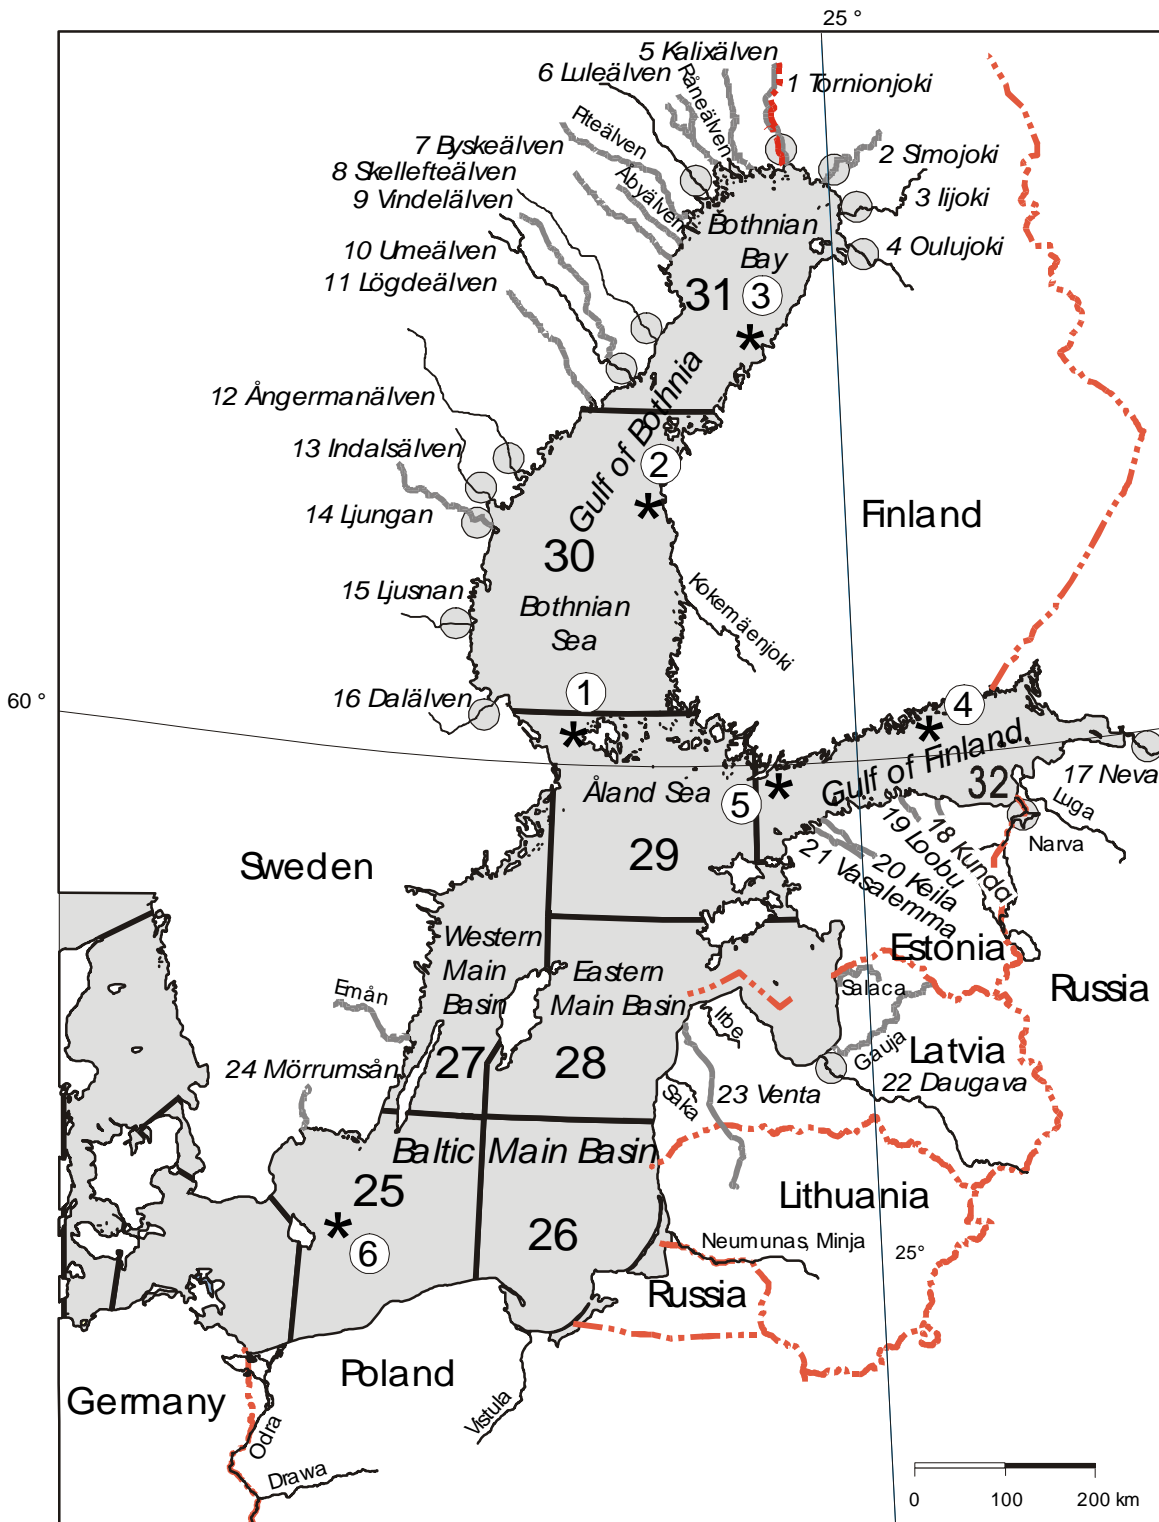 25 °
5 Kalixälven
6 Luleälven
Råneälven
1 Tornionjoki
Piteälven
7 Byskeälven
8 Skellefteälven
9 Vindelälven
Åbyälven
2 Simojoki
3 Iijoki
4 Oulujoki
10 Umeälven
11 Lögdeälven
Bothnian
Bay
31
3
*
12 Ångermanälven
13 Indalsälven
14 Ljungan
Gulf of Bothnia
2
*
Finland
30
15 Ljusnan
Bothnian
Sea
Kokemäenjoki
16 Dalälven
1
*
60 °
4
*
Gulf of Finland
32
17 Neva
Luga
Narva
Åland Sea
5
*
29
18 Kunda
19 Loobu
20 Keila
21 Vasalemma
Sweden
Estonia
Russia
Western
Main
Basin
Eastern
Main Basin
Emån
27
28
Irbe
Salaca
Gauja
Latvia
22 Daugava
24 Mörrumsån
Saka
23 Venta
Baltic Main Basin
25
*
6
26
Lithuania
Neumunas, Minja
25°
Russia
Poland
Germany
Odra
Vistula
Drawa
0 100 200 km